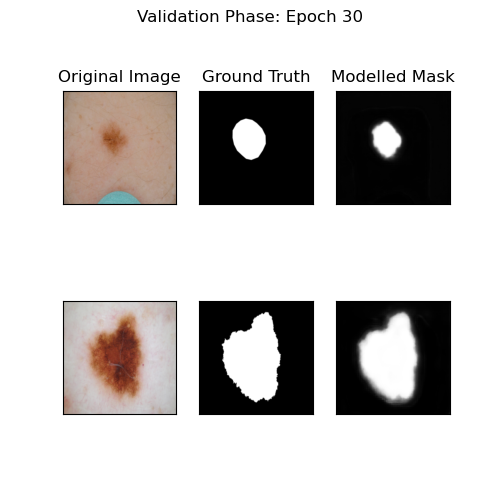 Validation Phase: Epoch 30
Original Image
Ground Truth
Modelled Mask